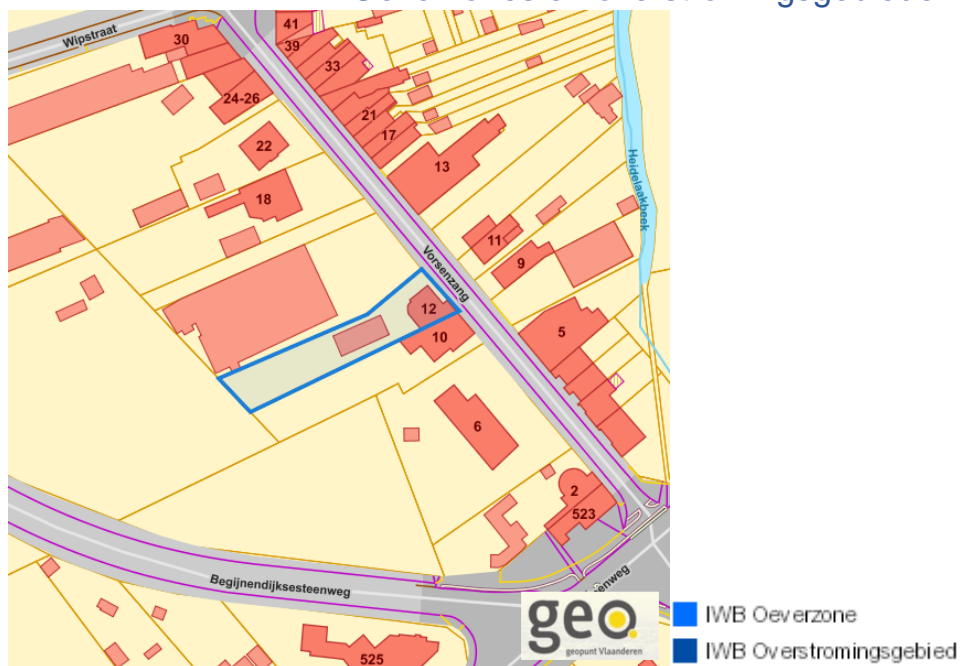 Wipstraat
30
41
39
33
24-26
21
17
22
13
18
Heidelaakbeek
11
9
Vorsenzang
12
10
5
6
2
523
Begijnendijksesteenweg
525
geo.
geopunt Vlaanderen
IWB Oeverzone
IWB Overstromingsgebied